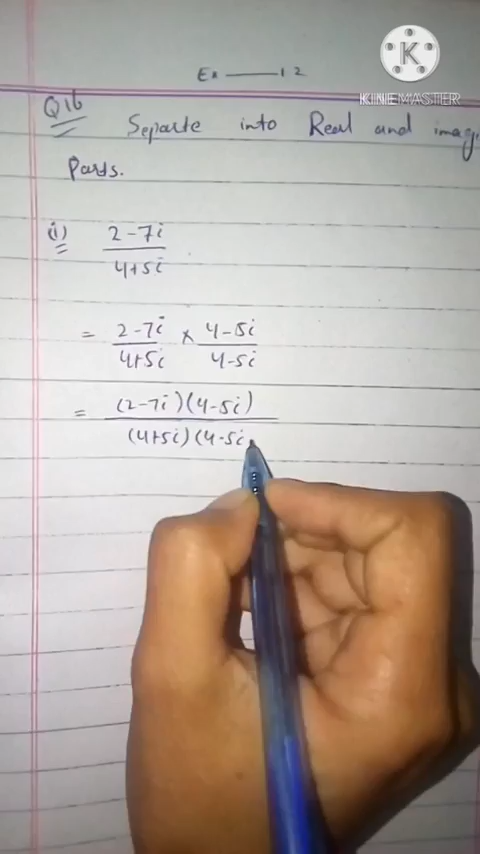 Ex ——— 1.2
K
KINEMASTER
Q16 Separte into Real and imag
Parts.
(i) 2-7i / 4+5i
= 2-7i / 4+5i × 4-5i / 4-5i
= (2-7i)(4-5i) / (4+5i)(4-5i